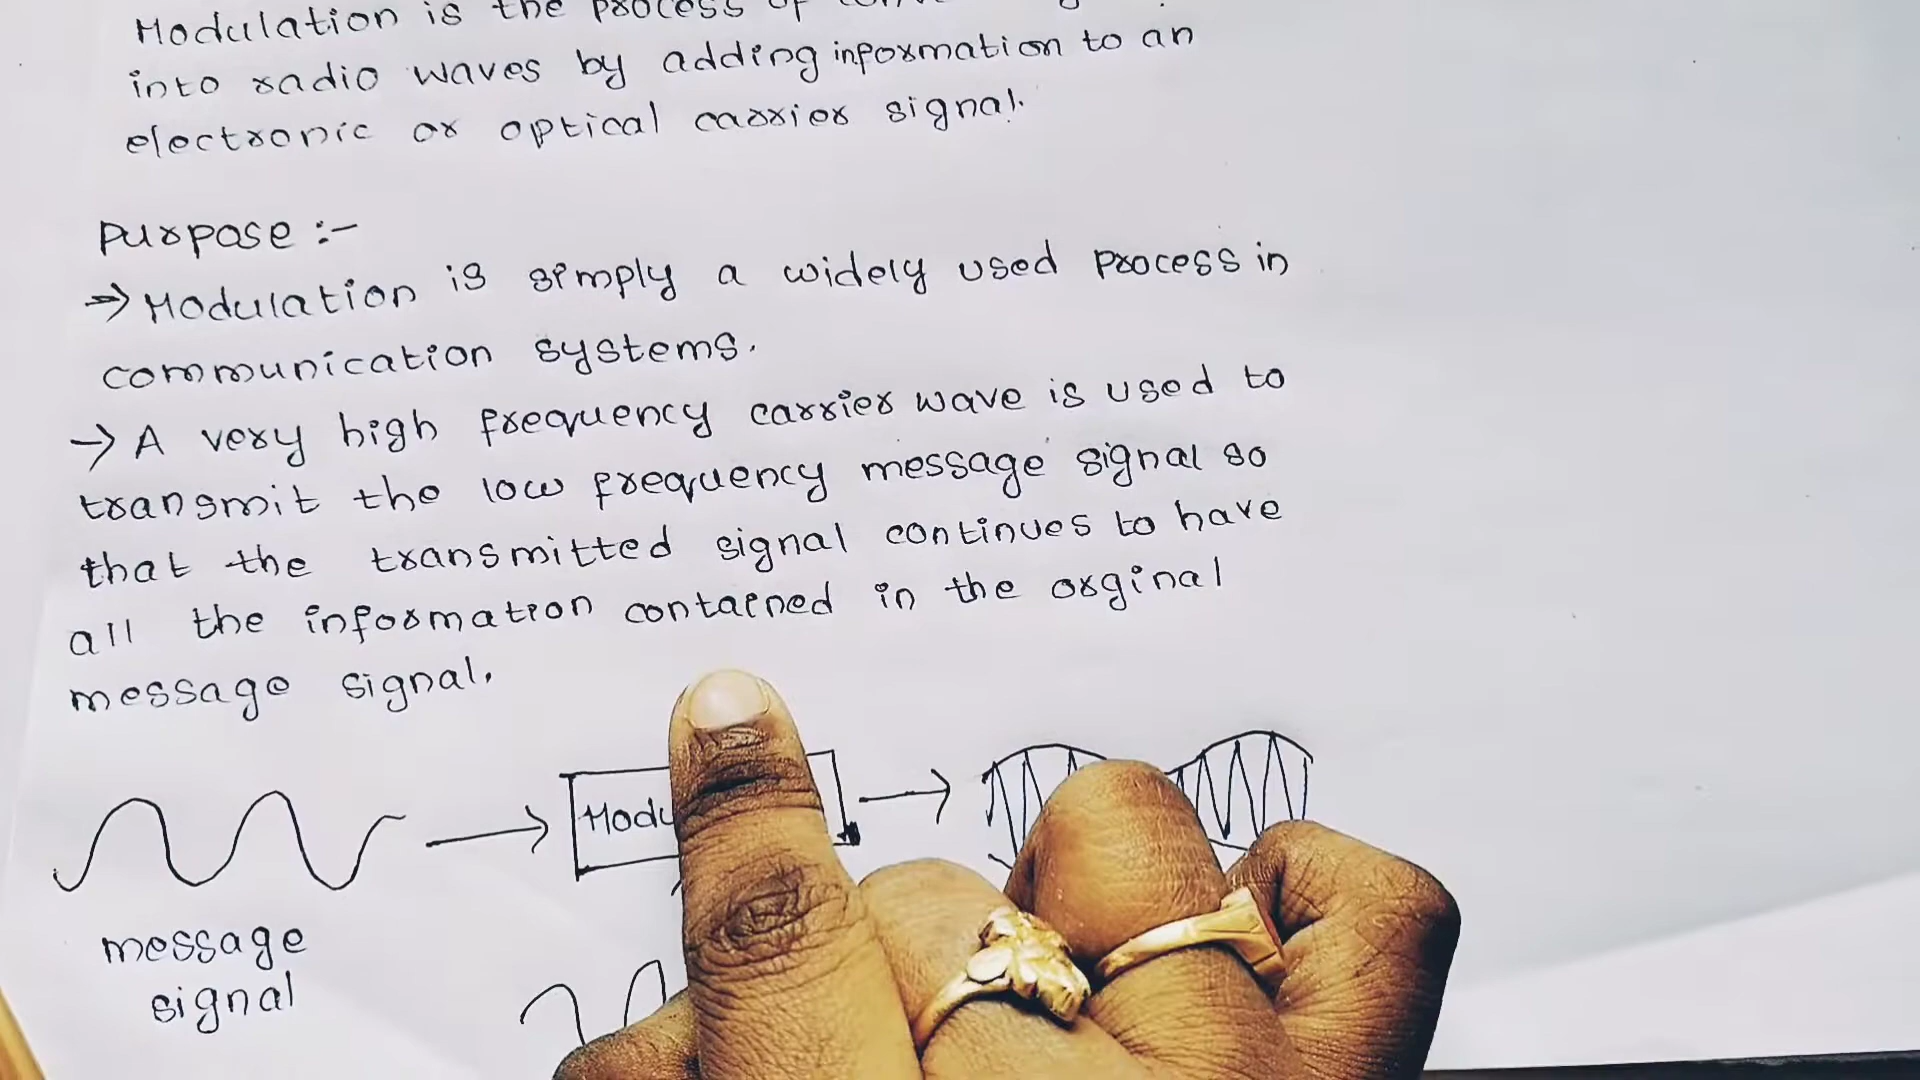 Modulation is the process of
into radio waves by adding information to an
electronic or optical carrier signal.
Purpose :-
→ Modulation is simply a widely used process in
communication systems.
→ A very high frequency carrier wave is used to
transmit the low frequency message signal so
that the transmitted signal continues to have
all the information contained in the orginal
message signal.
Modu
message
signal